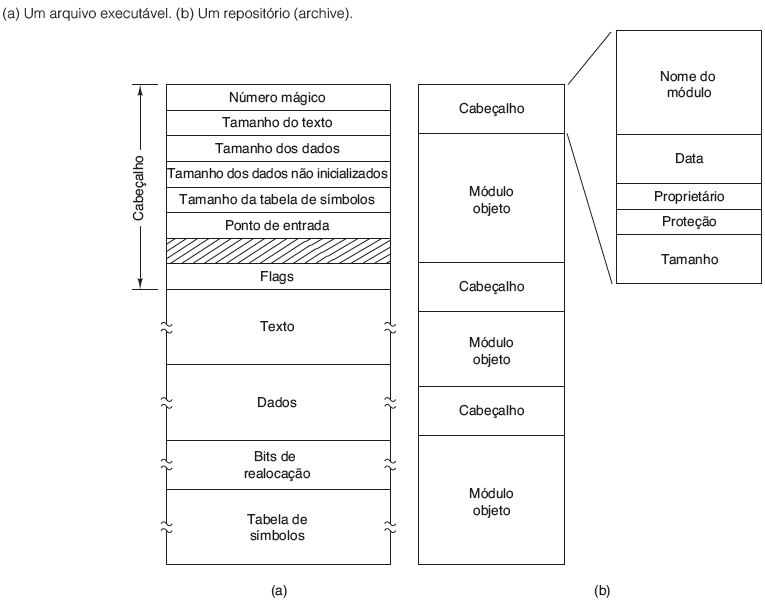 (a) Um arquivo executável. (b) Um repositório (archive).
Cabeçalho
Número mágico
Tamanho do texto
Tamanho dos dados
Tamanho dos dados não inicializados
Tamanho da tabela de símbolos
Ponto de entrada
Flags
Texto
Dados
Bits de
realocação
Tabela de
símbolos
(a)
Cabeçalho
Módulo
objeto
Cabeçalho
Módulo
objeto
Cabeçalho
Módulo
objeto
Nome do
módulo
Data
Proprietário
Proteção
Tamanho
(b)